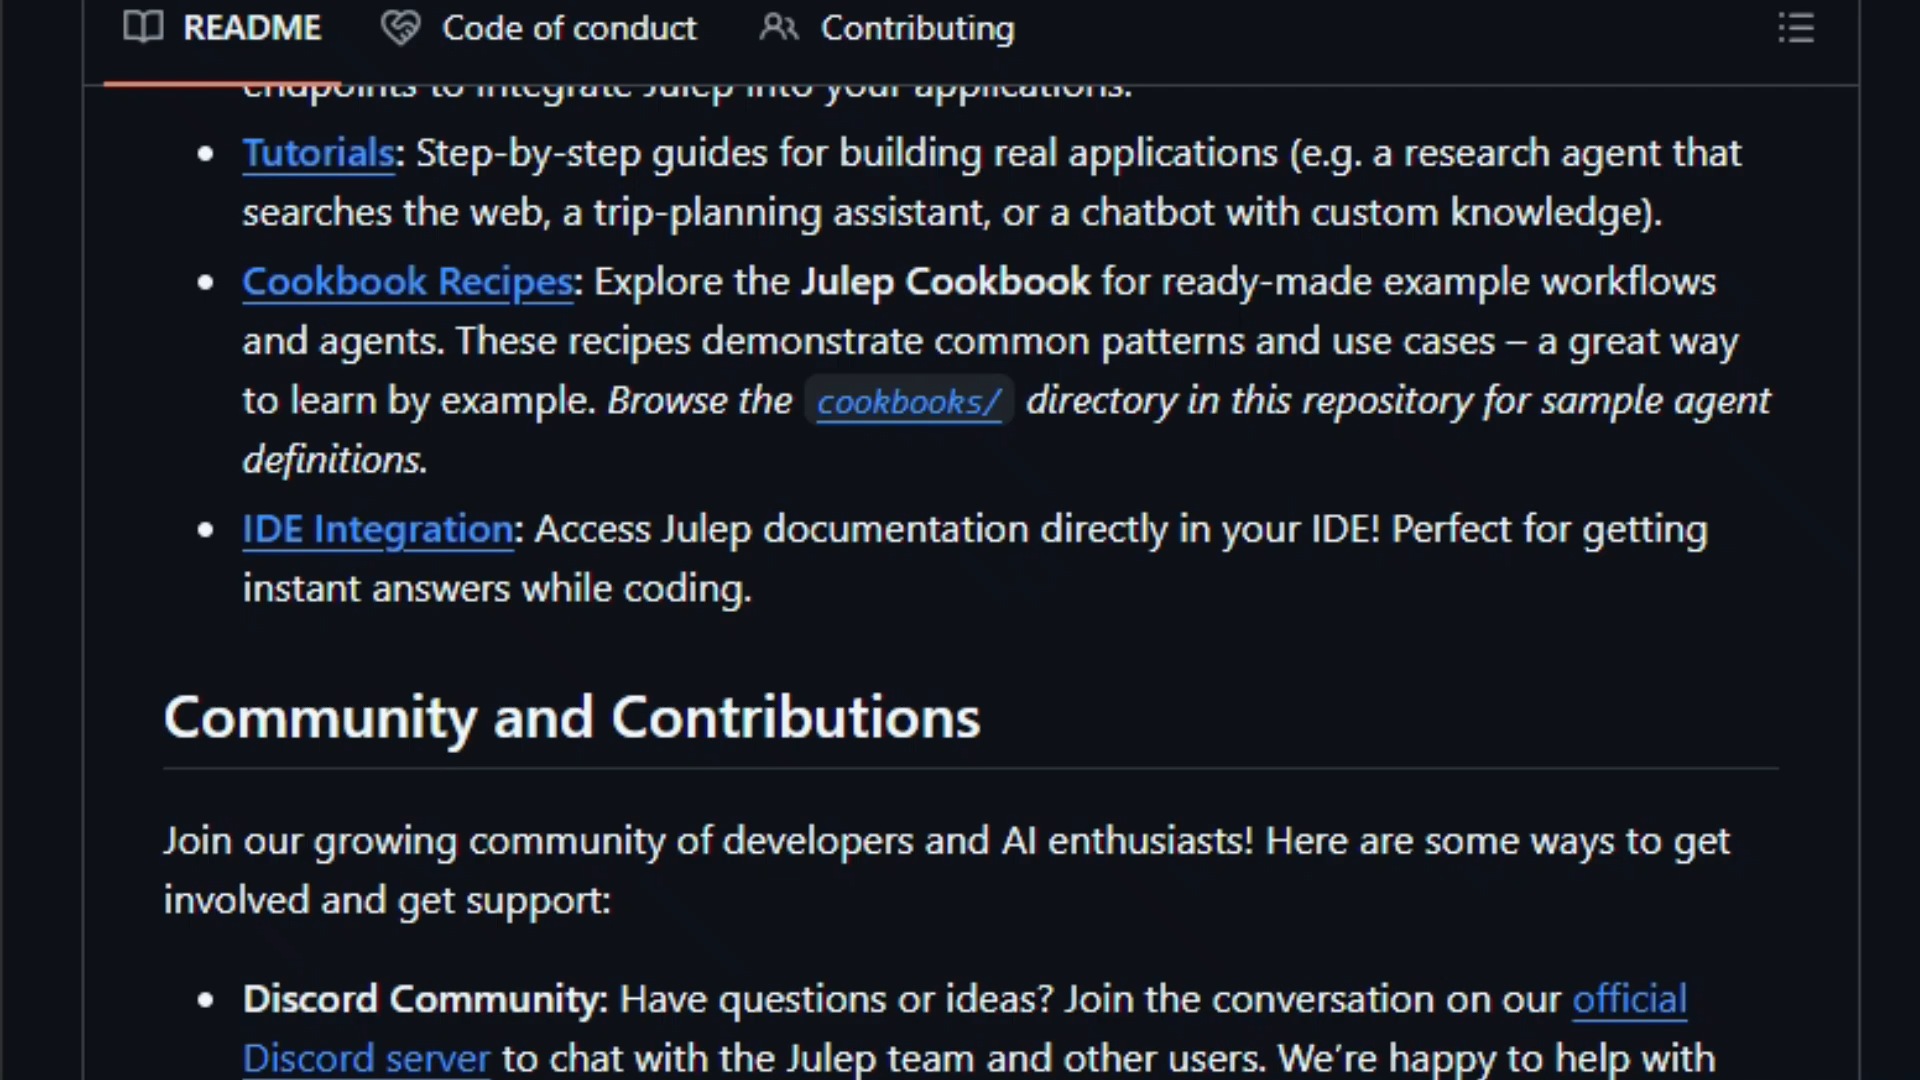 README Code of conduct Contributing
endpoints to integrate Julep into your applications.
Tutorials: Step-by-step guides for building real applications (e.g. a research agent that
searches the web, a trip-planning assistant, or a chatbot with custom knowledge).
Cookbook Recipes: Explore the Julep Cookbook for ready-made example workflows
and agents. These recipes demonstrate common patterns and use cases – a great way
to learn by example. Browse the cookbooks/ directory in this repository for sample agent
definitions.
IDE Integration: Access Julep documentation directly in your IDE! Perfect for getting
instant answers while coding.
Community and Contributions
Join our growing community of developers and AI enthusiasts! Here are some ways to get
involved and get support:
Discord Community: Have questions or ideas? Join the conversation on our official
Discord server to chat with the Julep team and other users. We’re happy to help with